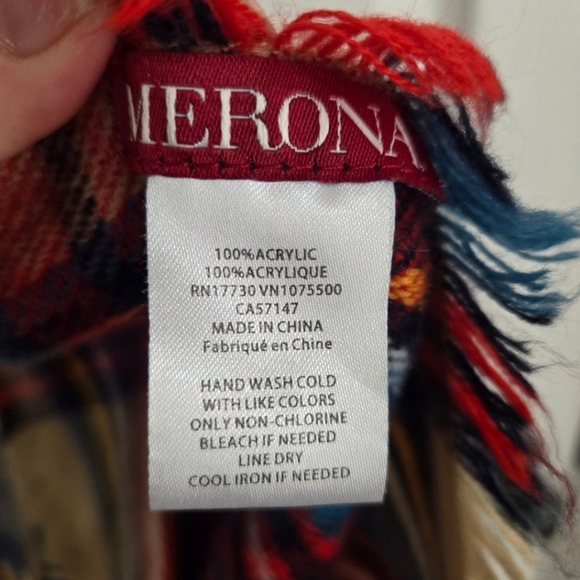 MERONA
100%ACRYLIC
100%ACRYLIQUE
RN17730 VN1075500
CA57147
MADE IN CHINA
Fabriqué en Chine
HAND WASH COLD
WITH LIKE COLORS
ONLY NON-CHLORINE
BLEACH IF NEEDED
LINE DRY
COOL IRON IF NEEDED